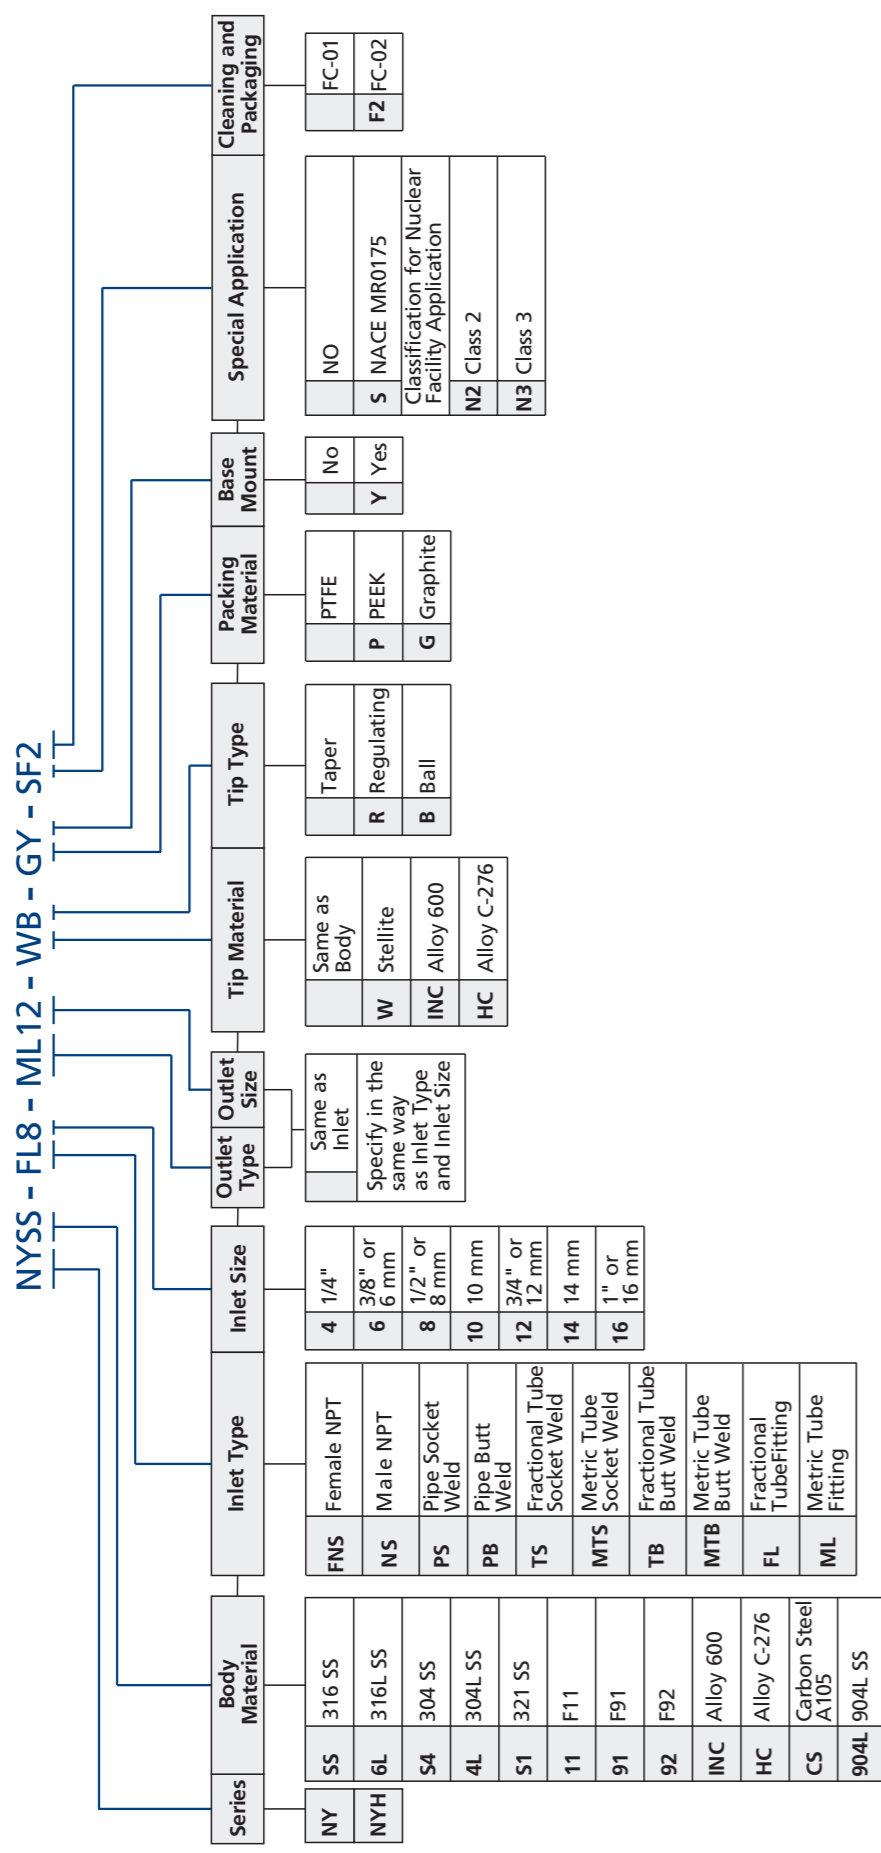 NYSS - FL8 - ML12 - WB - GY - SF2
Series
NY
NYH
Body
Material
SS 316 SS
6L 316L SS
S4 304 SS
4L 304L SS
S1 321 SS
11 F11
91 F91
92 F92
INC Alloy 600
HC Alloy C-276
CS Carbon Steel
A105
904L 904L SS
Inlet Type
FNS Female NPT
NS Male NPT
PS Pipe Socket
Weld
PB Pipe Butt
Weld
TS Fractional Tube
Socket Weld
MTS Metric Tube
Socket Weld
TB Fractional Tube
Butt Weld
MTB Metric Tube
Butt Weld
FL Fractional
TubeFitting
ML Metric Tube
Fitting
Inlet Size
4 1/4"
6 3/8" or
6 mm
8 1/2" or
8 mm
10 10 mm
12 3/4" or
12 mm
14 14 mm
16 1" or
16 mm
Outlet
Type
Outlet
Size
Same as
Inlet
Specify in the
same way
as Inlet Type
and Inlet Size
Tip Material
Same as
Body
W Stellite
INC Alloy 600
HC Alloy C-276
Tip Type
Taper
R Regulating
B Ball
Packing
Material
PTFE
P PEEK
G Graphite
Base
Mount
No
Y Yes
Special Application
NO
S NACE MR0175
Classification for Nuclear
Facility Application
N2 Class 2
N3 Class 3
Cleaning and
Packaging
FC-01
F2 FC-02